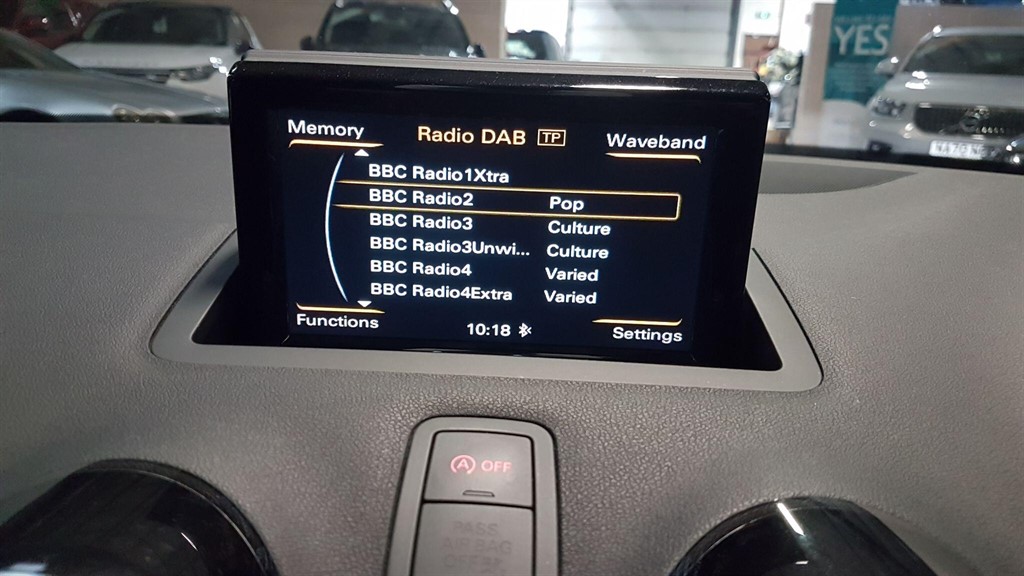 YES
Memory
Radio DAB TP
Waveband
BBC Radio1Xtra
BBC Radio2 Pop
BBC Radio3 Culture
BBC Radio3Unwi... Culture
BBC Radio4 Varied
BBC Radio4Extra Varied
Functions
10:18
Settings
A OFF
PASS